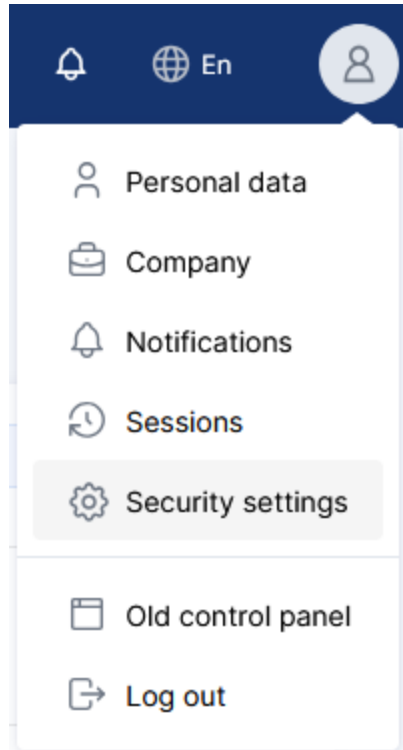 En
Personal data
Company
Notifications
Sessions
Security settings
Old control panel
Log out